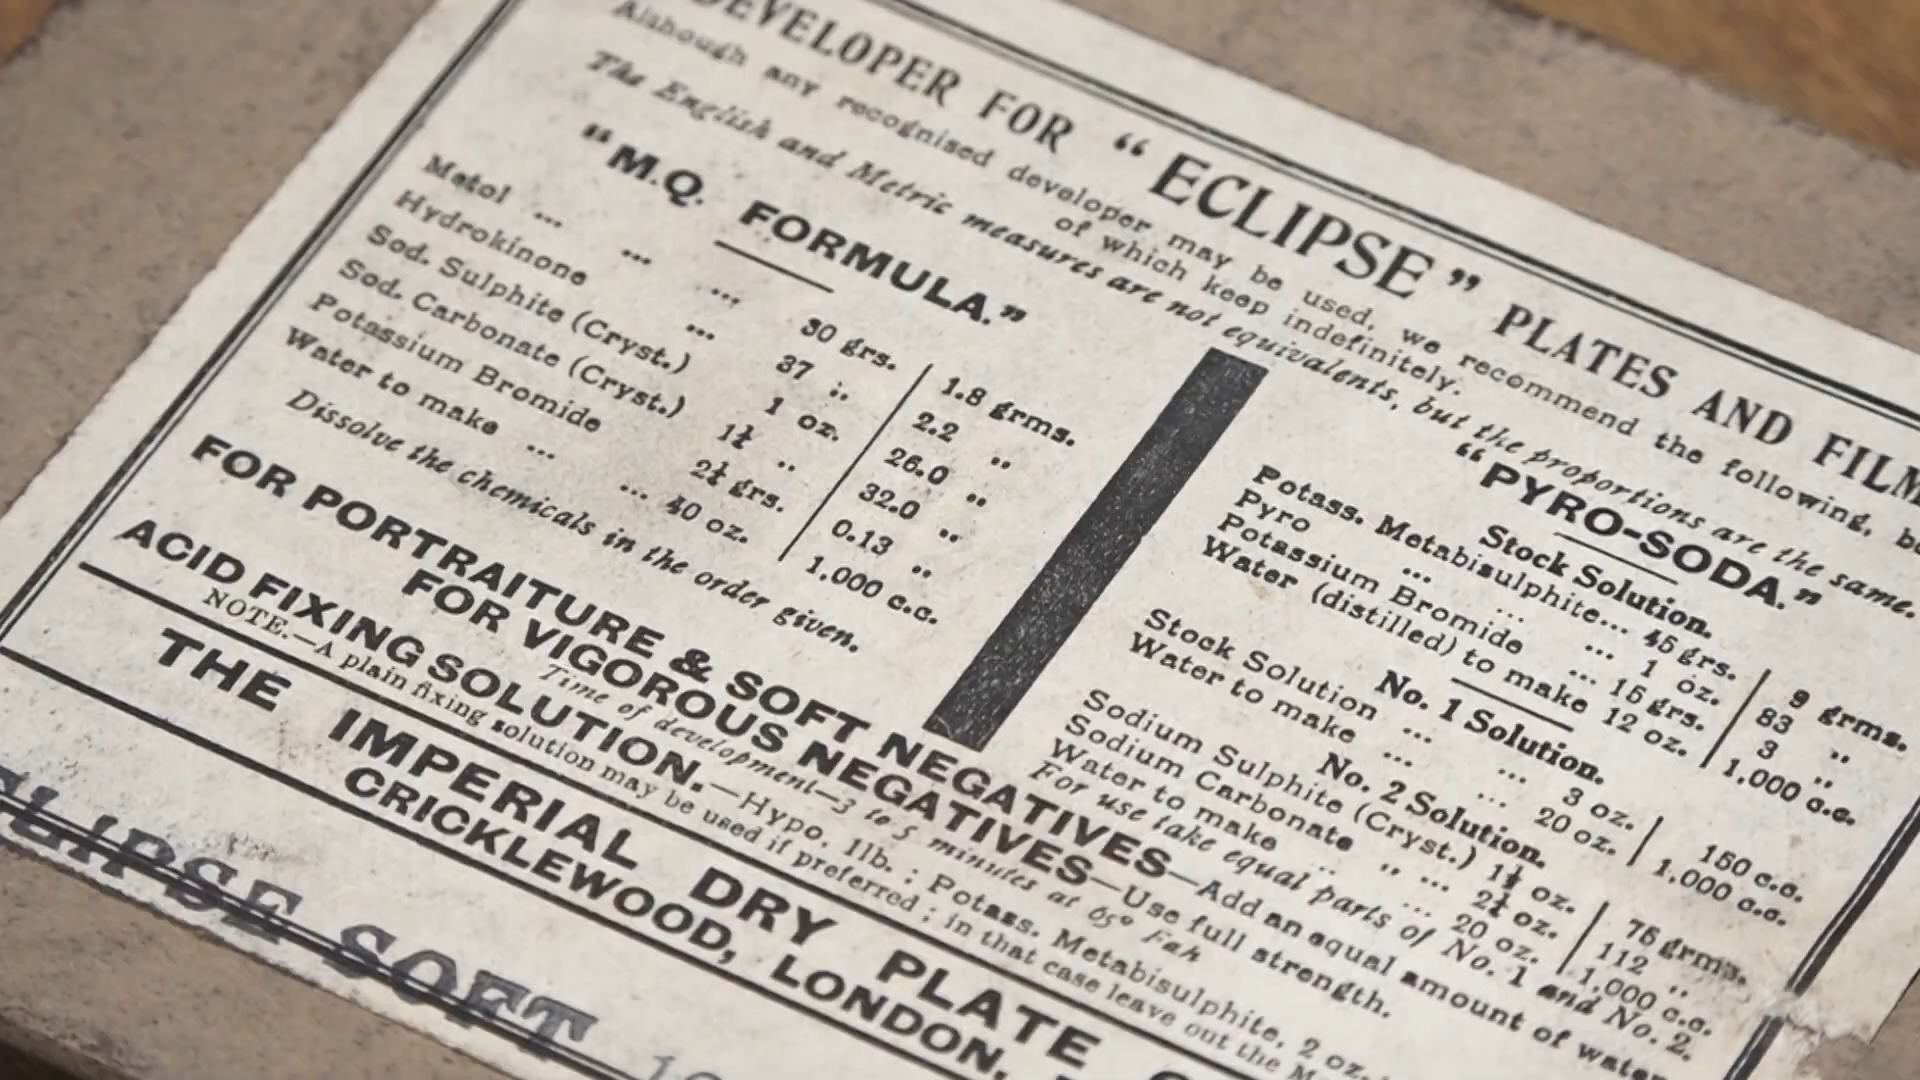 DEVELOPER FOR "ECLIPSE" PLATES AND FILM
Although any recognised developer may be used, we recommend the following,
of which keep indefinitely.
The English and Metric measures are not equivalents, but the proportions are the same.
"M.Q. FORMULA."
Metol ... ... ... 30 grs. 1.8 grms.
Hydrokinone ... 37 ,, 2.2 ,,
Sod. Sulphite (Cryst.) 1 oz. 26.0 ,,
Sod. Carbonate (Cryst.) 1¼ ,, 32.0 ,,
Potassium Bromide 2¼ grs. 0.13 ,,
Water to make ... ... 40 oz. 1,000 c.c.
Dissolve the chemicals in the order given.
"PYRO-SODA."
Stock Solution.
Potass. Metabisulphite... 45 grs. 9 grms.
Pyro ... ... ... 1 oz. 83 ,,
Potassium Bromide ... 15 grs. 3 ,,
Water (distilled) to make 12 oz. 1,000 c.c.
No. 1 Solution.
Stock Solution ... ... 3 oz. 150 c.c.
Water to make ... ... 20 oz. 1,000 c.c.
No. 2 Solution.
Sodium Sulphite (Cryst.) 1½ oz. 75 grms.
Sodium Carbonate ,, ... 2¼ oz. 112 ,,
Water to make ... ... 20 oz. 1,000 c.c.
For use take equal parts of No. 1 and No. 2.
FOR PORTRAITURE & SOFT NEGATIVES—Add an equal amount of water
FOR VIGOROUS NEGATIVES—Use full strength.
Time of development—3 to 5 minutes at 65° Fah
ACID FIXING SOLUTION.—Hypo. 1lb. ; Potass. Metabisulphite, 2 oz.
NOTE.—A plain fixing solution may be used if preferred ; in that case leave out the
THE IMPERIAL DRY PLATE
CRICKLEWOOD, LONDON,
SOFT